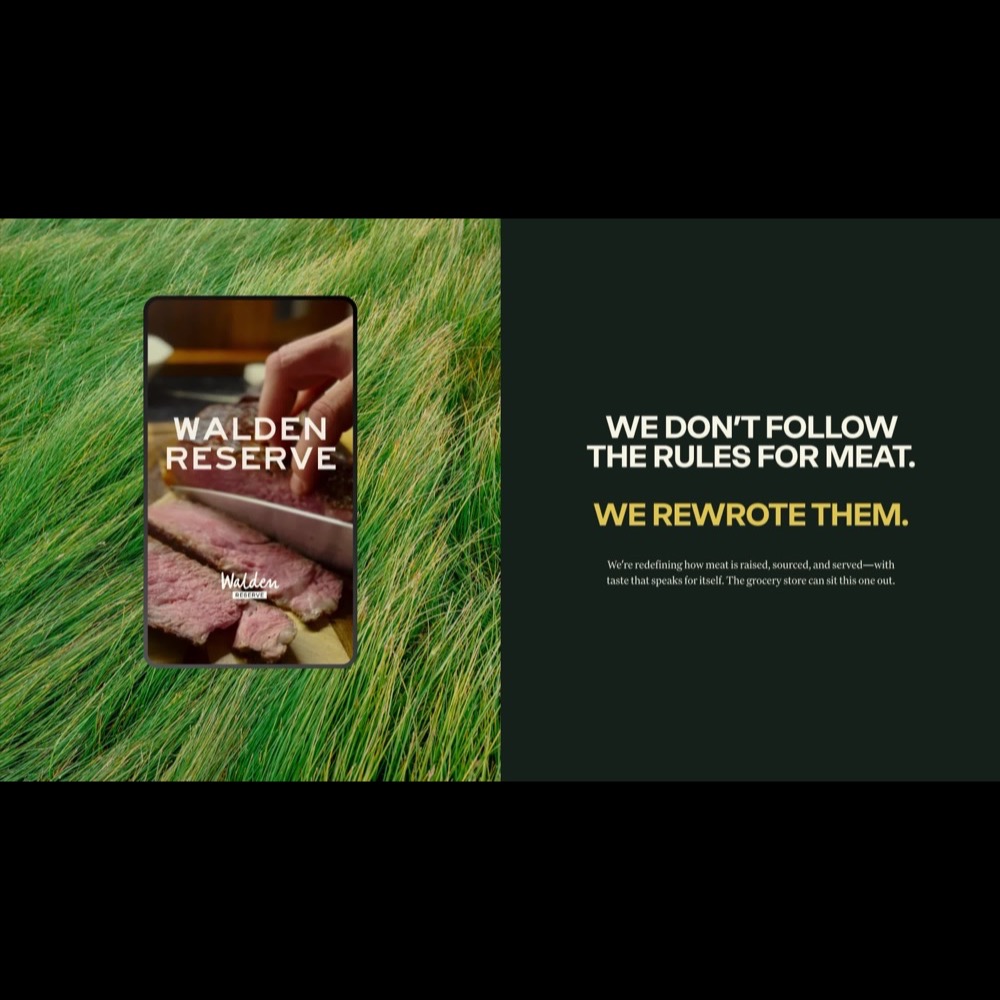 WALDEN
RESERVE
Walden
RESERVE
WE DON'T FOLLOW
THE RULES FOR MEAT.
WE REWROTE THEM.
We're redefining how meat is raised, sourced, and served—with
taste that speaks for itself. The grocery store can sit this one out.